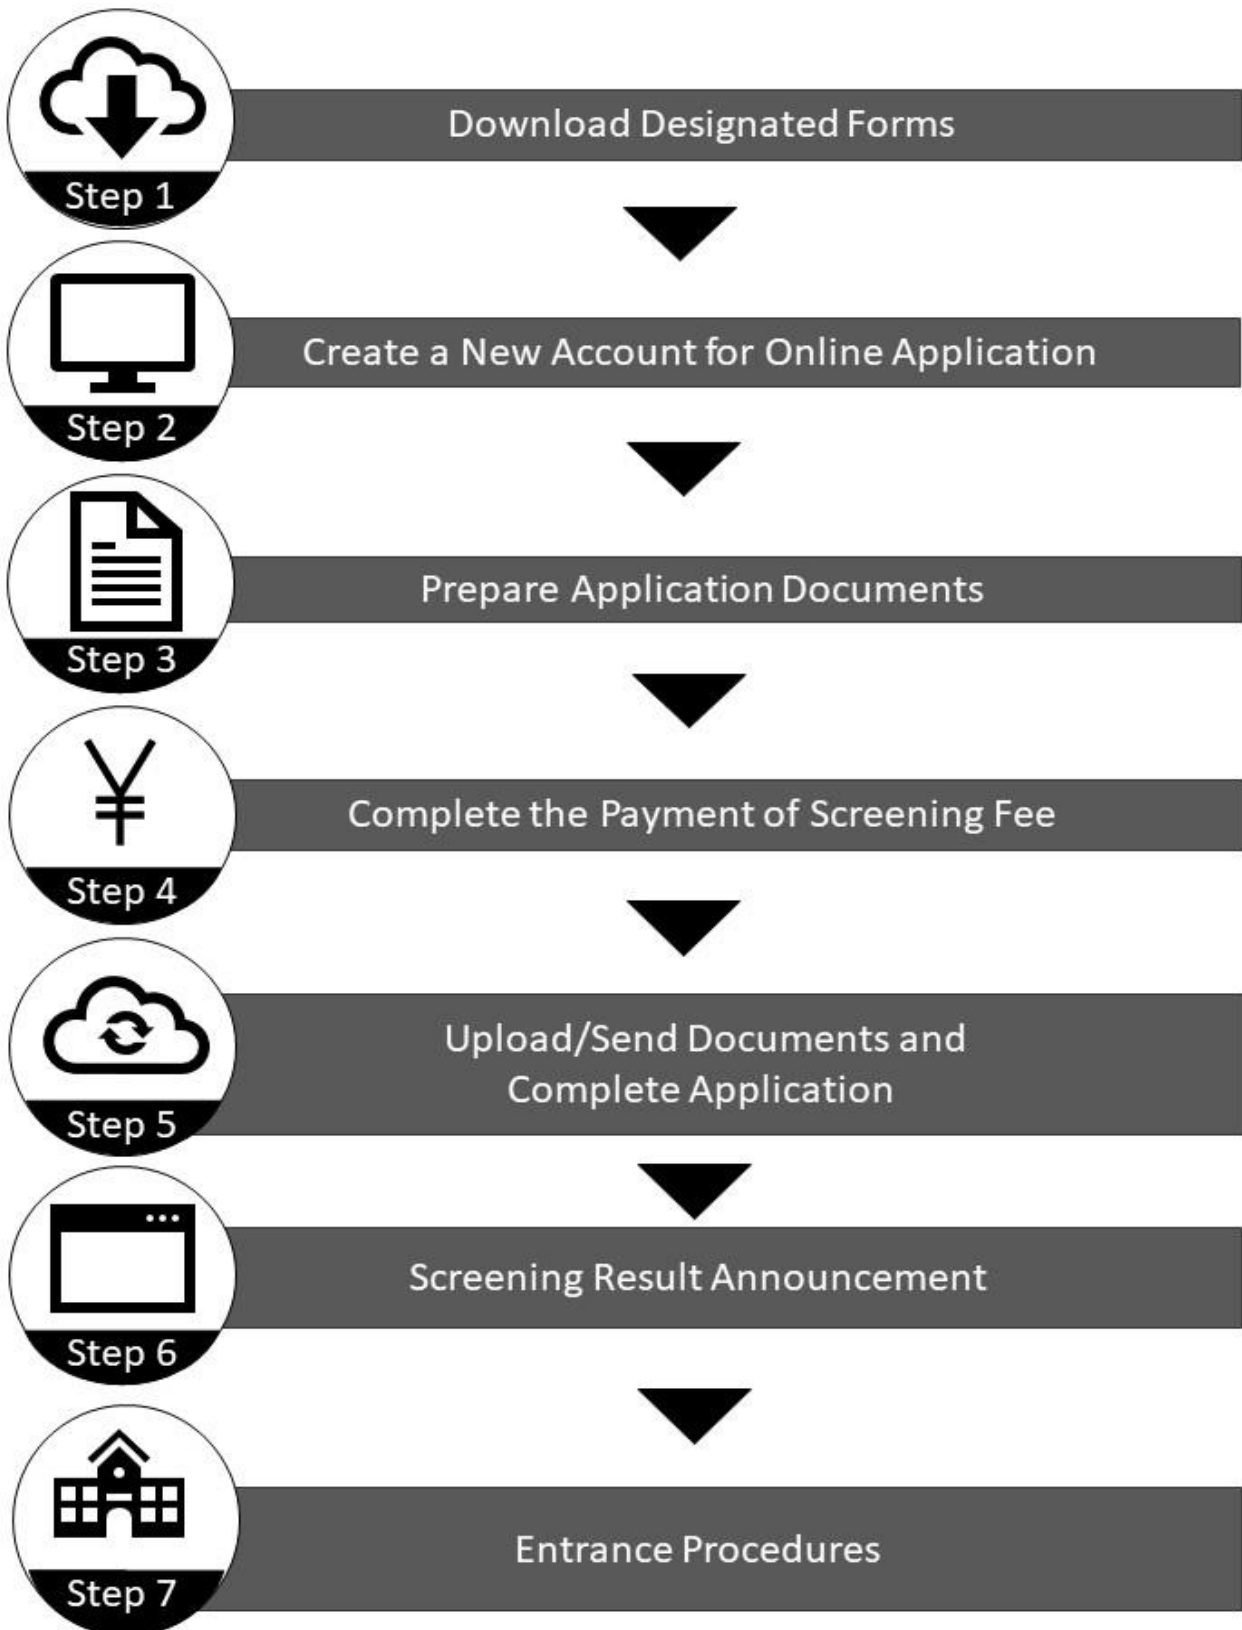 Download Designated Forms
Step 1
Create a New Account for Online Application
Step 2
Prepare Application Documents
Step 3
¥
Complete the Payment of Screening Fee
Step 4
Upload/Send Documents and
Complete Application
Step 5
Screening Result Announcement
Step 6
Entrance Procedures
Step 7